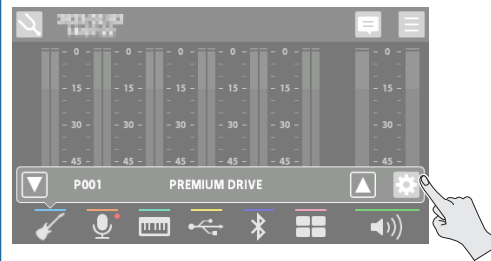 - 0 - - 0 - - 0 - - 0 - - 0 - - 0 -
- 15 - - 15 - - 15 - - 15 - - 15 - - 15 -
- 30 - - 30 - - 30 - - 30 - - 30 - - 30 -
- 45 - - 45 - - 45 - - 45 - - 45 - - 45 -
P001 PREMIUM DRIVE